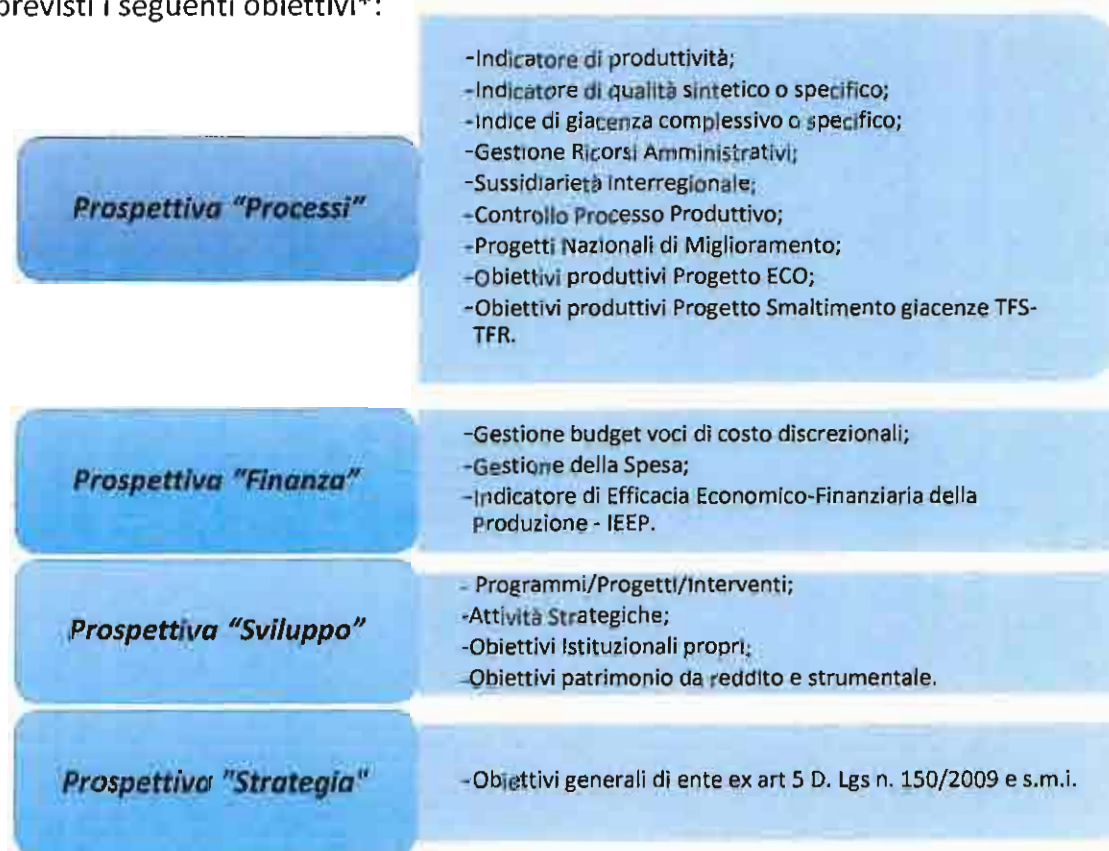 previsti i seguenti obiettivi*:
Prospettiva "Processi"
-Indicatore di produttività;
-Indicatore di qualità sintetico o specifico;
-Indice di giacenza complessivo o specifico;
-Gestione Ricorsi Amministrativi;
-Sussidiarietà Interregionale;
-Controllo Processo Produttivo;
-Progetti Nazionali di Miglioramento;
-Obiettivi produttivi Progetto ECO;
-Obiettivi produttivi Progetto Smaltimento giacenze TFS-
TFR.
Prospettiva "Finanza"
-Gestione budget voci di costo discrezionali;
-Gestione della Spesa;
-Indicatore di Efficacia Economico-Finanziaria della
Produzione - IEEP.
Prospettiva "Sviluppo"
- Programmi/Progetti/Interventi;
-Attività Strategiche;
-Obiettivi Istituzionali propri;
-Obiettivi patrimonio da reddito e strumentale.
Prospettiva "Strategia"
-Obiettivi generali di ente ex art 5 D. Lgs n. 150/2009 e s.m.i.